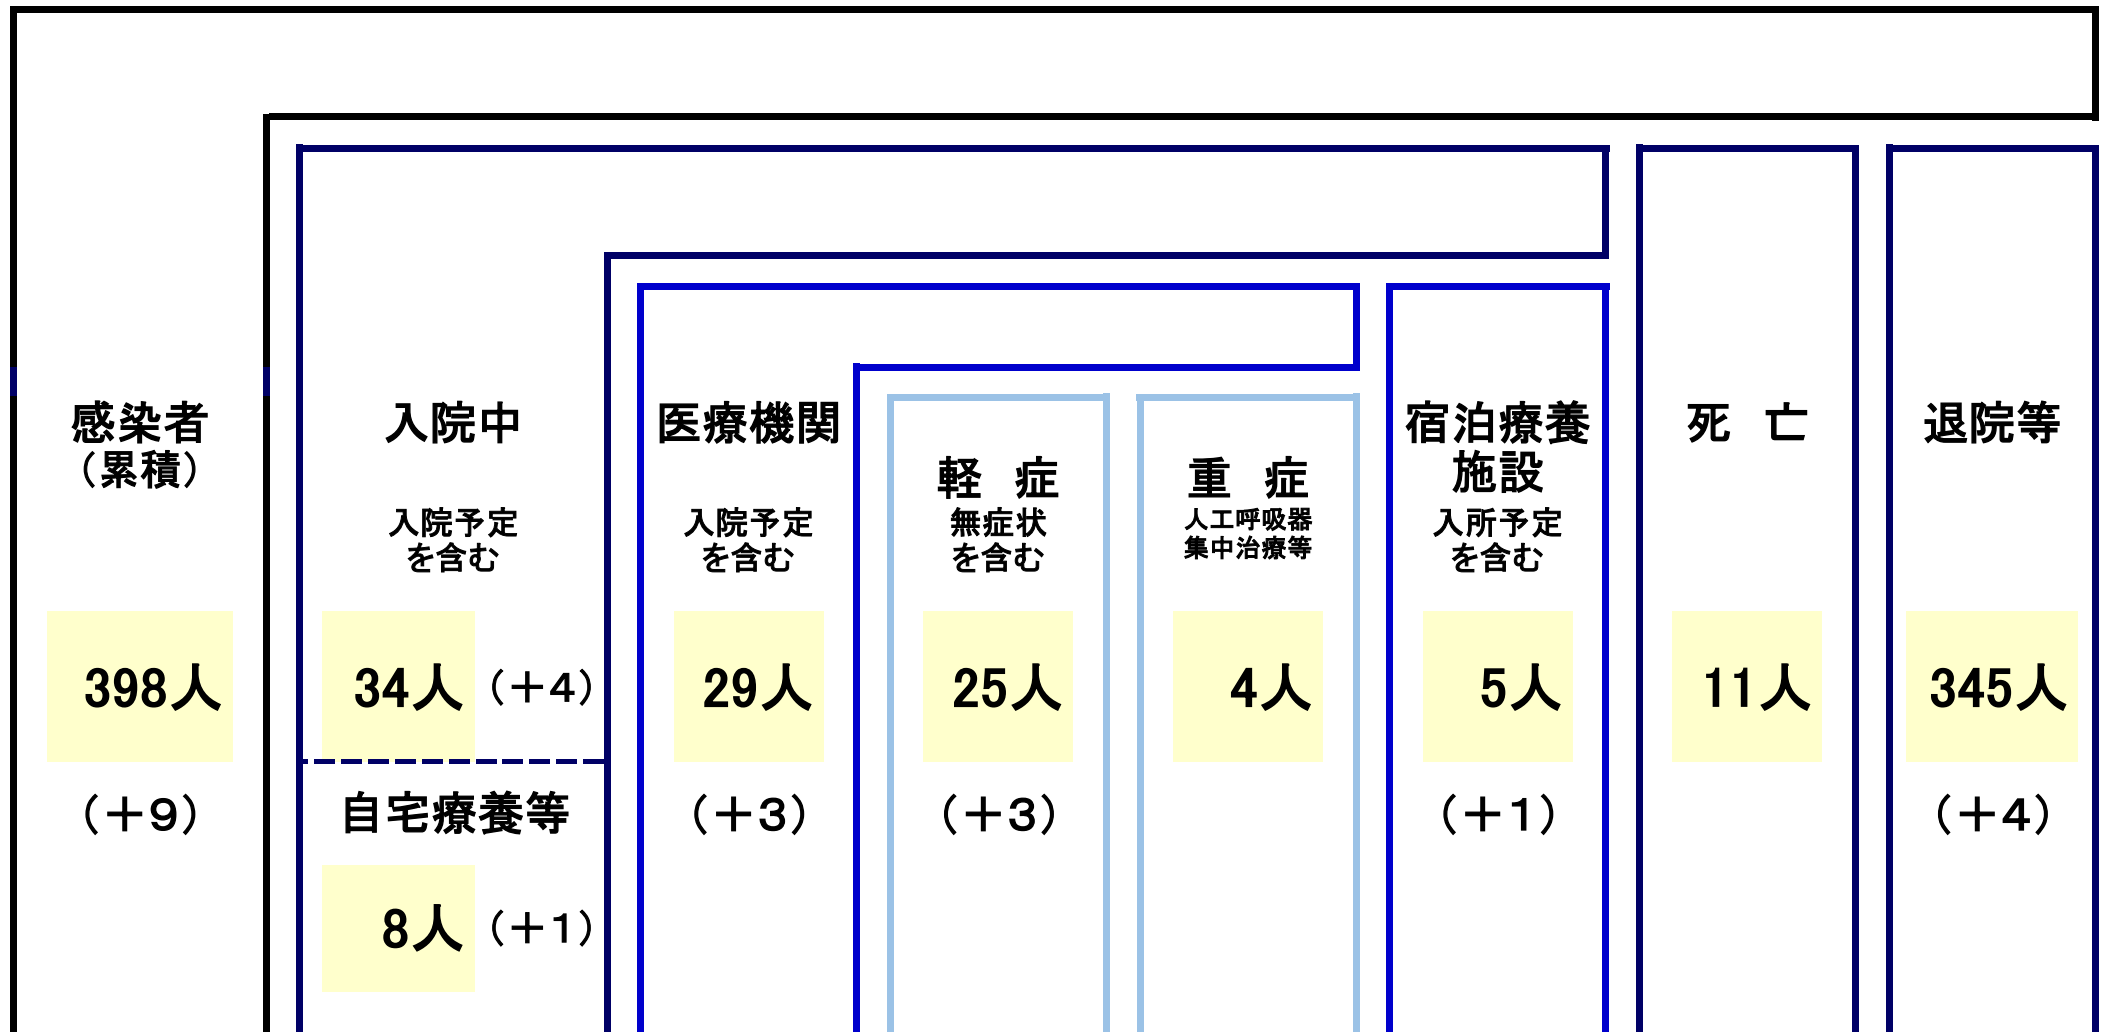 感染者
（累積）
398人
（＋9）
入院中
入院予定
を含む
34人 （＋4）
自宅療養等
8人 （＋1）
医療機関
入院予定
を含む
29人
（＋3）
軽　症
無症状
を含む
25人
（＋3）
重　症
人工呼吸器
集中治療等
4人
宿泊療養
施設
入所予定
を含む
5人
（＋1）
死　亡
11人
退院等
345人
（＋4）